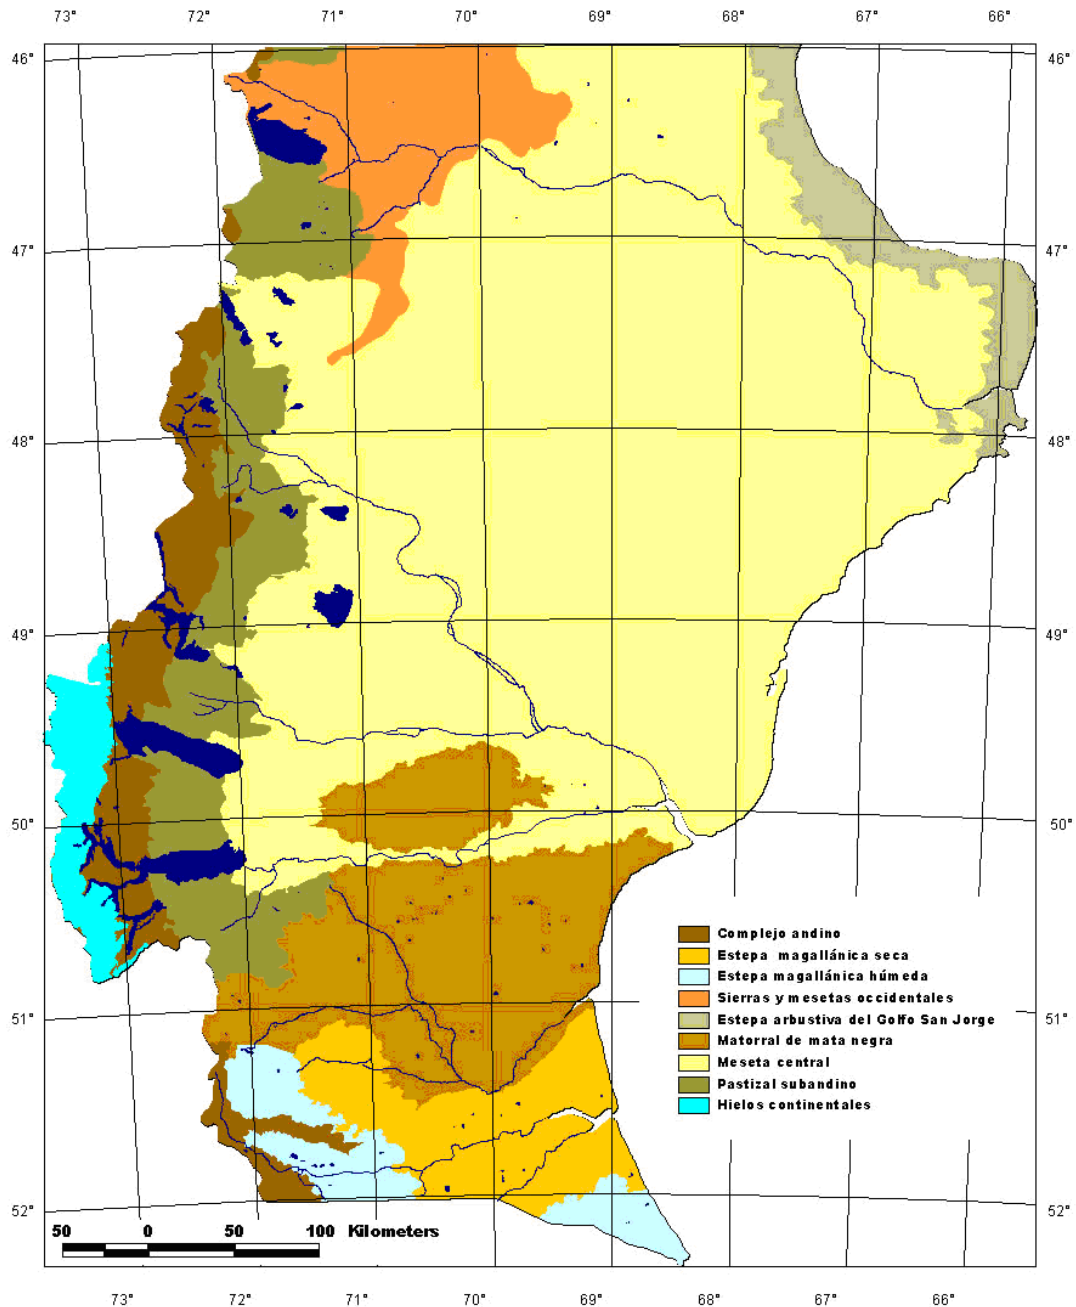 73° 72° 71° 70° 69° 68° 67° 66°
46° 46°
47° 47°
48° 48°
49° 49°
50° 50°
Complejo andino
Estepa magallánica seca
Estepa magallánica húmeda
Sierras y mesetas occidentales
Estepa arbustiva del Golfo San Jorge
51° 51°
Matorral de mata negra
Meseta central
Pastizal subandino
Hielos continentales
52° 52°
50 0 50 100 Kilometers
73° 72° 71° 70° 69° 68° 67° 66°